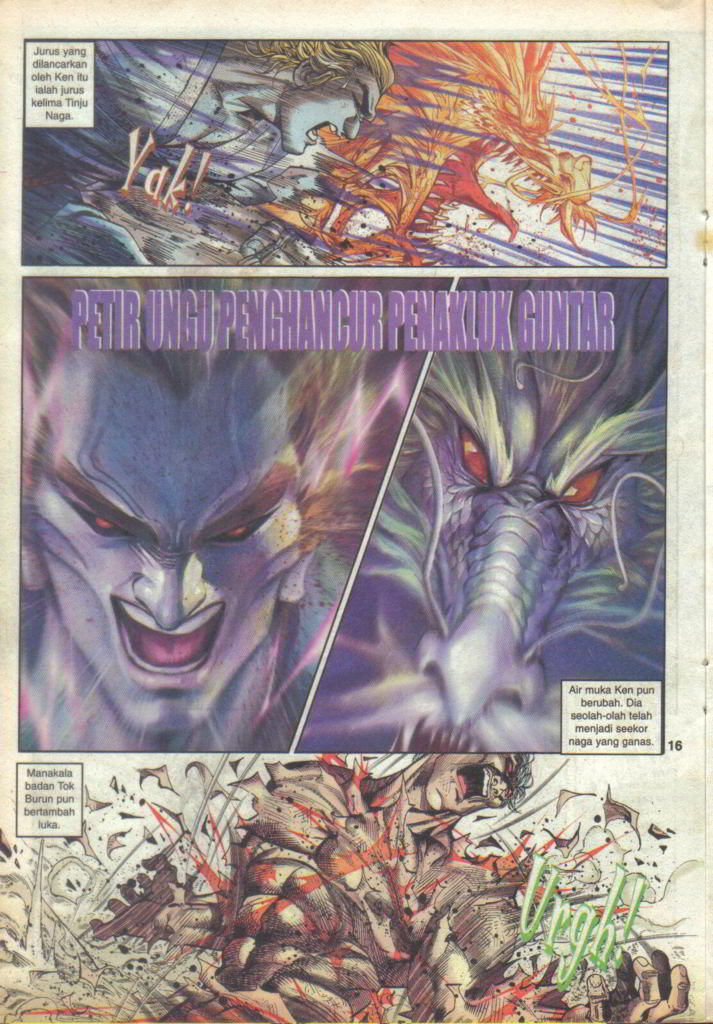 Jurus yang
dilancarkan
oleh Ken itu
ialah jurus
kelima Tinju
Naga.
Yak!
PETIR UNGU PENGHANCUR PENAKLUK GUNTAR
Air muka Ken pun
berubah. Dia
seolah-olah telah
menjadi seekor
naga yang ganas.
16
Manakala
badan Tok
Burun pun
bertambah
luka.
Urgh!